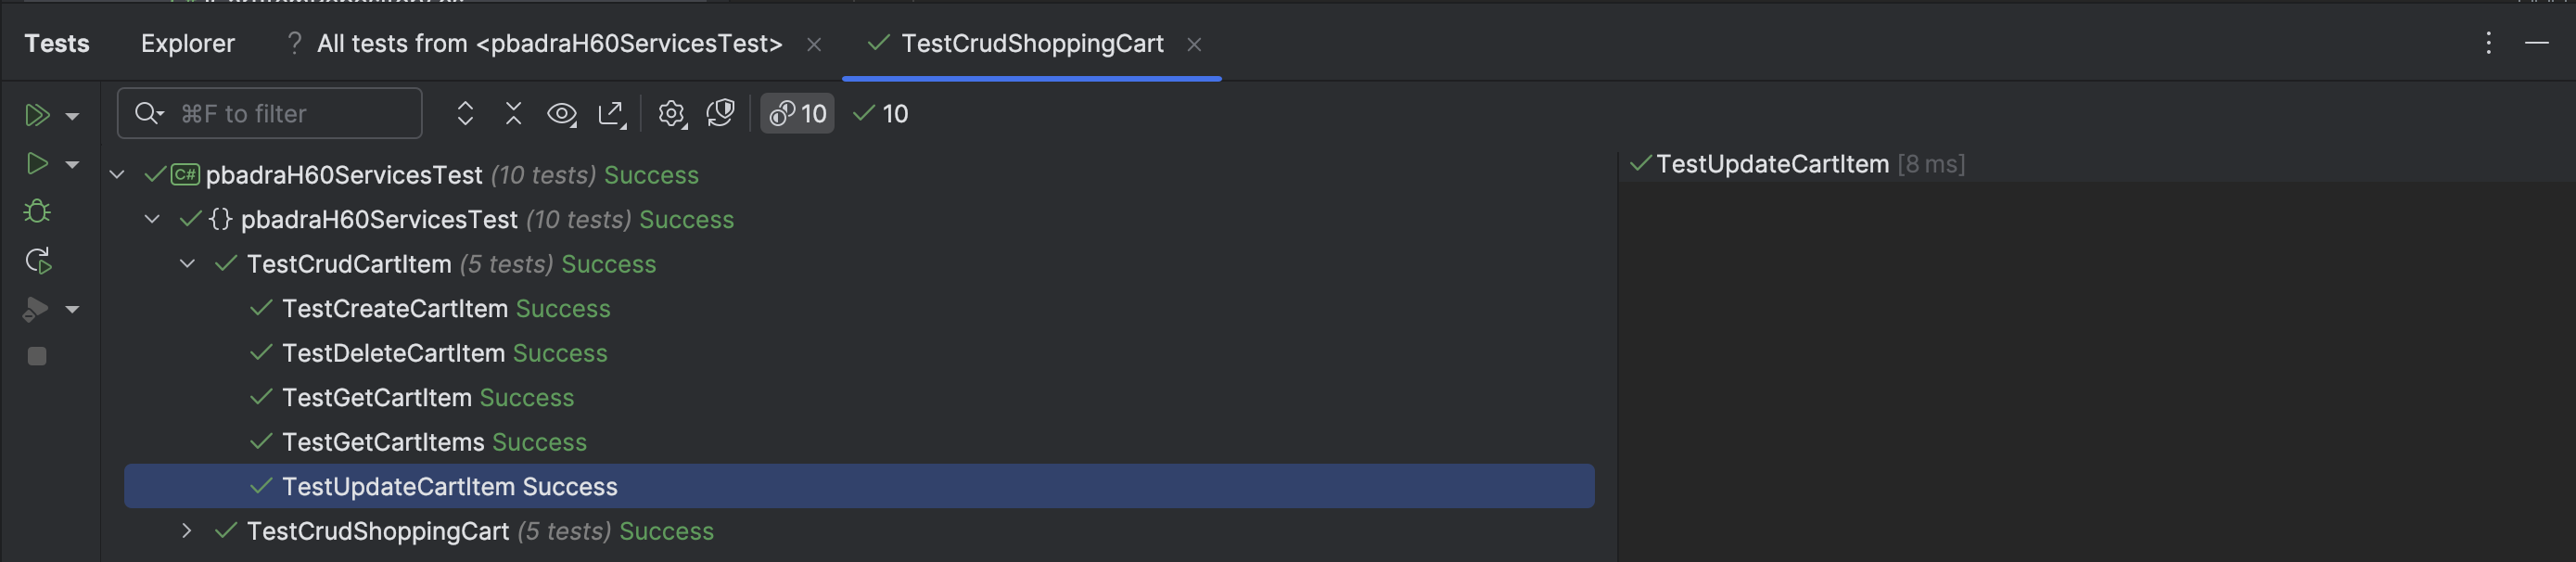 Tests Explorer ? All tests from <pbadraH60ServicesTest> TestCrudShoppingCart
⌘F to filter 10 10
C# pbadraH60ServicesTest (10 tests) Success
{} pbadraH60ServicesTest (10 tests) Success
TestCrudCartItem (5 tests) Success
TestCreateCartItem Success
TestDeleteCartItem Success
TestGetCartItem Success
TestGetCartItems Success
TestUpdateCartItem Success
TestCrudShoppingCart (5 tests) Success
TestUpdateCartItem [8 ms]